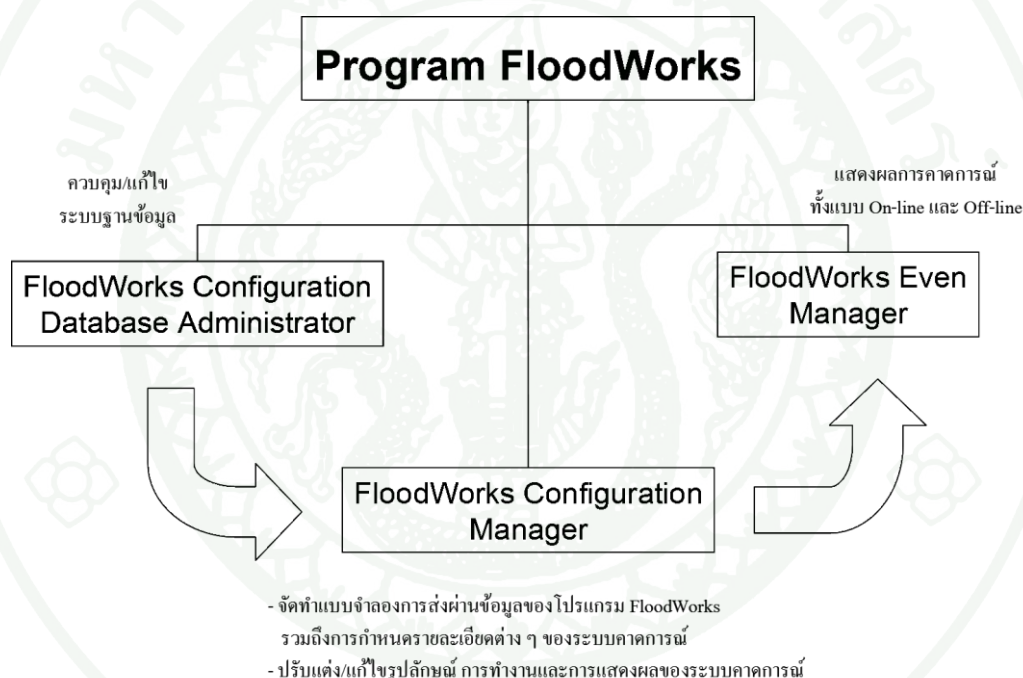 Program FloodWorks
ควบคุม/แก้ไข
ระบบฐานข้อมูล
แสดงผลการคาดการณ์
ทั้งแบบ On-line และ Off-line
FloodWorks Configuration
Database Administrator
FloodWorks Even
Manager
FloodWorks Configuration
Manager
- จัดทำแบบจำลองการส่งผ่านข้อมูลของโปรแกรม FloodWorks
รวมถึงการกำหนดรายละเอียดต่าง ๆ ของระบบคาดการณ์
- ปรับแต่ง/แก้ไขรูปลักษณ์ การทำงานและการแสดงผลของระบบคาดการณ์